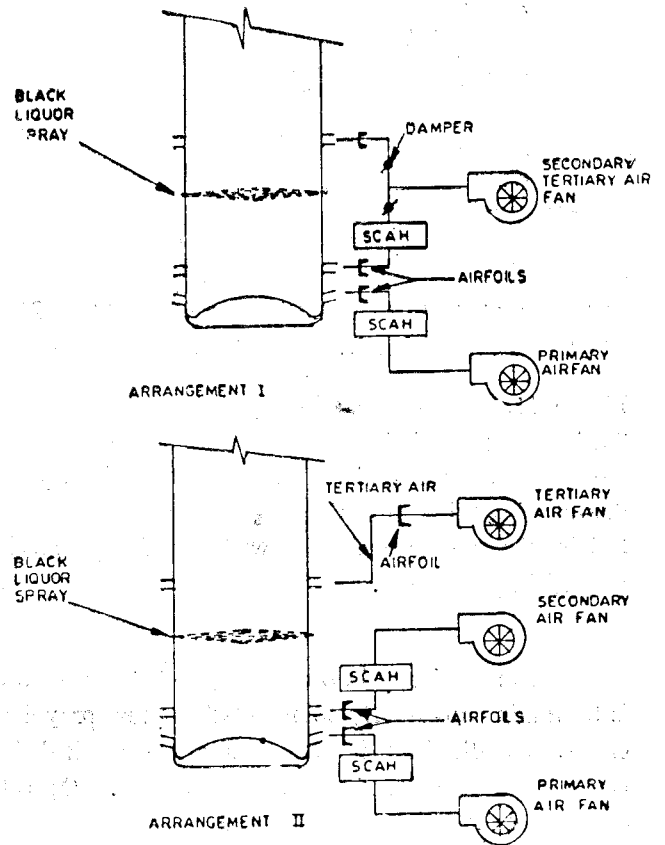 BLACK
LIQUOR
SPRAY
DAMPER
SECONDARY/
TERTIARY AIR
FAN
SCAH
AIRFOILS
SCAH
PRIMARY
AIRFAN
ARRANGEMENT I
TERTIARY AIR
TERTIARY
AIR FAN
AIRFOIL
BLACK
LIQUOR
SPRAY
SECONDARY
AIR FAN
SCAH
AIRFOILS
SCAH
PRIMARY
AIR FAN
ARRANGEMENT II